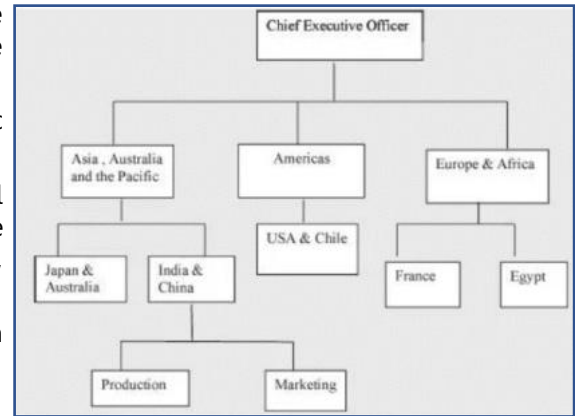 Chief Executive Officer
Asia , Australia
and the Pacific
Americas
Europe & Africa
USA & Chile
Japan &
Australia
India &
China
France
Egypt
Production
Marketing